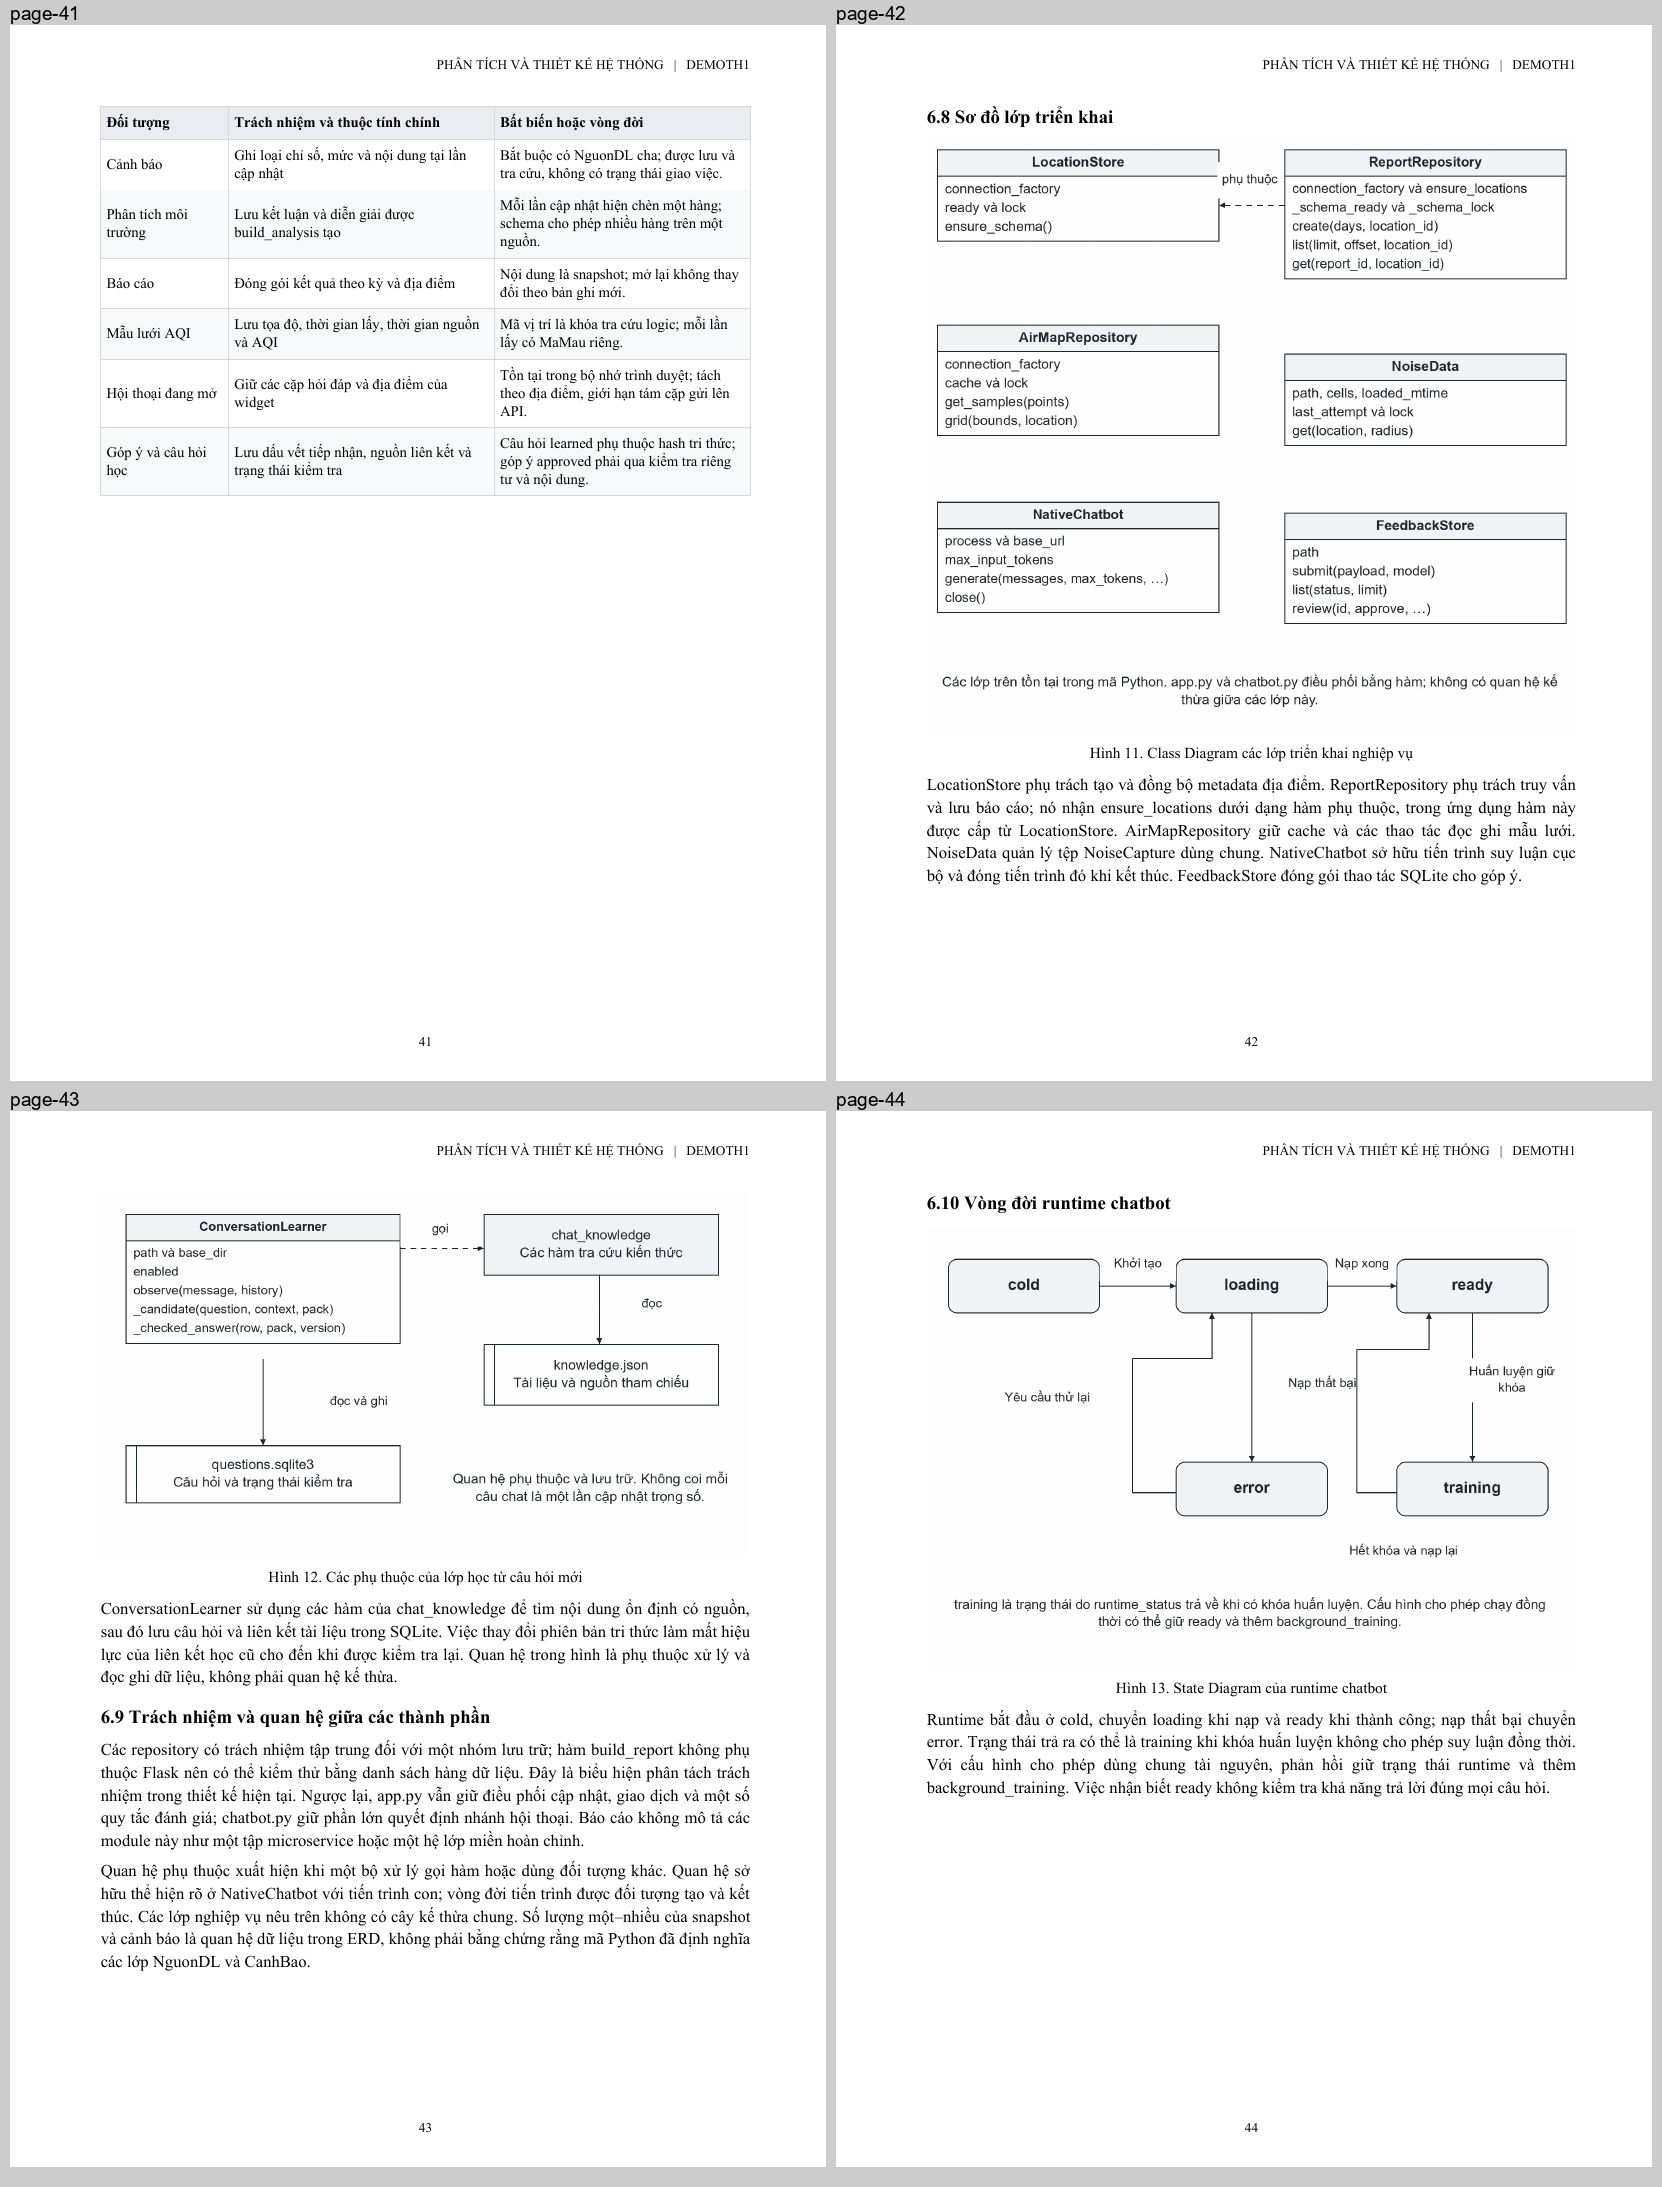 page-41
PHÂN TÍCH VÀ THIẾT KẾ HỆ THỐNG | DEMOTH1
Đối tượng
Trách nhiệm và thuộc tính chính
Bất biến hoặc vòng đời
Cảnh báo
Ghi loại chỉ số, mức và nội dung tại lần
cập nhật
Bắt buộc có NguonDL cha; được lưu và
tra cứu, không có trạng thái giao việc.
Phân tích môi
trường
Lưu kết luận và diễn giải được
build_analysis tạo
Mỗi lần cập nhật hiện chèn một hàng;
schema cho phép nhiều hàng trên một
nguồn.
Báo cáo
Đóng gói kết quả theo kỳ và địa điểm
Nội dung là snapshot; mở lại không thay
đổi theo bản ghi mới.
Mẫu lưới AQI
Lưu tọa độ, thời gian lấy, thời gian nguồn
và AQI
Mã vị trí là khóa tra cứu logic; mỗi lần
lấy có MaMau riêng.
Hội thoại đang mở
Giữ các cặp hỏi đáp và địa điểm của
widget
Tồn tại trong bộ nhớ trình duyệt; tách
theo địa điểm, giới hạn tám cặp gửi lên
API.
Góp ý và câu hỏi
học
Lưu dấu vết tiếp nhận, nguồn liên kết và
trạng thái kiểm tra
Câu hỏi learned phụ thuộc hash tri thức;
góp ý approved phải qua kiểm tra riêng
tư và nội dung.
41
page-42
PHÂN TÍCH VÀ THIẾT KẾ HỆ THỐNG | DEMOTH1
6.8 Sơ đồ lớp triển khai
LocationStore
connection_factory
ready và lock
ensure_schema()
phụ thuộc
ReportRepository
connection_factory và ensure_locations
_schema_ready và _schema_lock
create(days, location_id)
list(limit, offset, location_id)
get(report_id, location_id)
AirMapRepository
connection_factory
cache và lock
get_samples(points)
grid(bounds, location)
NoiseData
path, cells, loaded_mtime
last_attempt và lock
get(location, radius)
NativeChatbot
process và base_url
max_input_tokens
generate(messages, max_tokens, …)
close()
FeedbackStore
path
submit(payload, model)
list(status, limit)
review(id, approve, …)
Các lớp trên tồn tại trong mã Python. app.py và chatbot.py điều phối bằng hàm; không có quan hệ kế
thừa giữa các lớp này.
Hình 11. Class Diagram các lớp triển khai nghiệp vụ
LocationStore phụ trách tạo và đồng bộ metadata địa điểm. ReportRepository phụ trách truy vấn
và lưu báo cáo; nó nhận ensure_locations dưới dạng hàm phụ thuộc, trong ứng dụng hàm này
được cấp từ LocationStore. AirMapRepository giữ cache và các thao tác đọc ghi mẫu lưới.
NoiseData quản lý tệp NoiseCapture dùng chung. NativeChatbot sở hữu tiến trình suy luận cục
bộ và đóng tiến trình đó khi kết thúc. FeedbackStore đóng gói thao tác SQLite cho góp ý.
42
page-43
PHÂN TÍCH VÀ THIẾT KẾ HỆ THỐNG | DEMOTH1
ConversationLearner
path và base_dir
enabled
observe(message, history)
_candidate(question, context, pack)
_checked_answer(row, pack, version)
gọi
chat_knowledge
Các hàm tra cứu kiến thức
đọc
knowledge.json
Tài liệu và nguồn tham chiếu
đọc và ghi
questions.sqlite3
Câu hỏi và trạng thái kiểm tra
Quan hệ phụ thuộc và lưu trữ. Không coi mỗi
câu chat là một lần cập nhật trọng số.
Hình 12. Các phụ thuộc của lớp học từ câu hỏi mới
ConversationLearner sử dụng các hàm của chat_knowledge để tìm nội dung ổn định có nguồn,
sau đó lưu câu hỏi và liên kết tài liệu trong SQLite. Việc thay đổi phiên bản tri thức làm mất hiệu
lực của liên kết học cũ cho đến khi được kiểm tra lại. Quan hệ trong hình là phụ thuộc xử lý và
đọc ghi dữ liệu, không phải quan hệ kế thừa.
6.9 Trách nhiệm và quan hệ giữa các thành phần
Các repository có trách nhiệm tập trung đối với một nhóm lưu trữ; hàm build_report không phụ
thuộc Flask nên có thể kiểm thử bằng danh sách hàng dữ liệu. Đây là biểu hiện phân tách trách
nhiệm trong thiết kế hiện tại. Ngược lại, app.py vẫn giữ điều phối cập nhật, giao dịch và một số
quy tắc đánh giá; chatbot.py giữ phần lớn quyết định nhánh hội thoại. Báo cáo không mô tả các
module này như một tập microservice hoặc một hệ lớp miền hoàn chỉnh.
Quan hệ phụ thuộc xuất hiện khi một bộ xử lý gọi hàm hoặc dùng đối tượng khác. Quan hệ sở
hữu thể hiện rõ ở NativeChatbot với tiến trình con; vòng đời tiến trình được đối tượng tạo và kết
thúc. Các lớp nghiệp vụ nêu trên không có cây kế thừa chung. Số lượng một–nhiều của snapshot
và cảnh báo là quan hệ dữ liệu trong ERD, không phải bằng chứng rằng mã Python đã định nghĩa
các lớp NguonDL và CanhBao.
43
page-44
PHÂN TÍCH VÀ THIẾT KẾ HỆ THỐNG | DEMOTH1
6.10 Vòng đời runtime chatbot
cold
Khởi tạo
loading
Nạp xong
ready
Yêu cầu thử lại
Nạp thất bại
Huấn luyện giữ
khóa
error
training
Hết khóa và nạp lại
training là trạng thái do runtime_status trả về khi có khóa huấn luyện. Cấu hình cho phép chạy đồng
thời có thể giữ ready và thêm background_training.
Hình 13. State Diagram của runtime chatbot
Runtime bắt đầu ở cold, chuyển loading khi nạp và ready khi thành công; nạp thất bại chuyển
error. Trạng thái trả ra có thể là training khi khóa huấn luyện không cho phép suy luận đồng thời.
Với cấu hình cho phép dùng chung tài nguyên, phản hồi giữ trạng thái runtime và thêm
background_training. Việc nhận biết ready không kiểm tra khả năng trả lời đúng mọi câu hỏi.
44